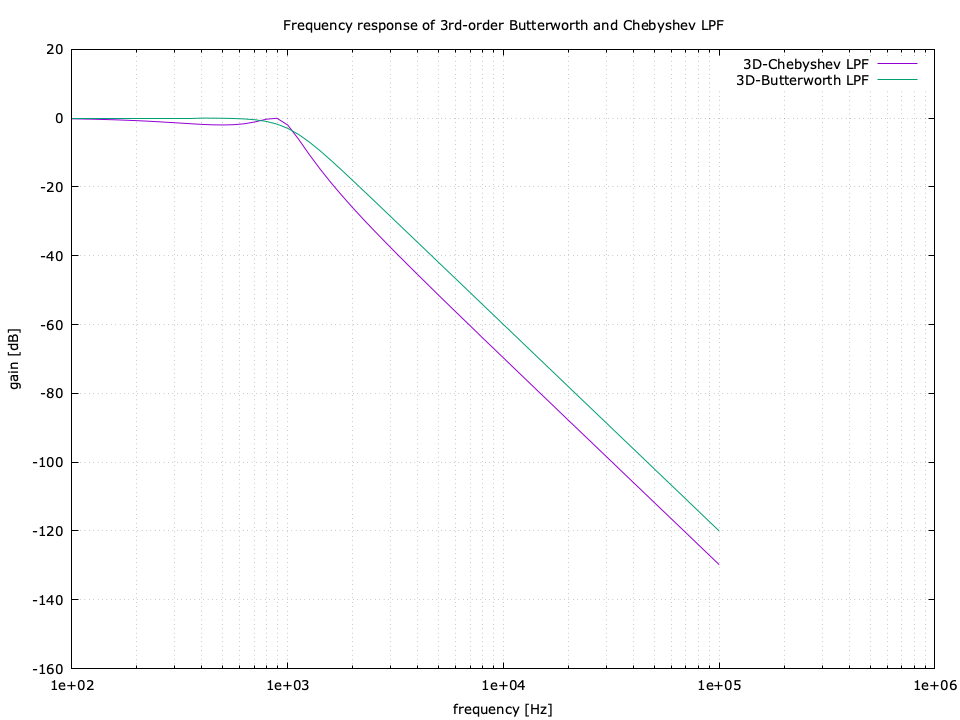 Frequency response of 3rd-order Butterworth and Chebyshev LPF
20
0
-20
-40
-60
-80
-100
-120
-140
-160
gain [dB]
3D-Chebyshev LPF
3D-Butterworth LPF
1e+02
1e+03
1e+04
1e+05
1e+06
frequency [Hz]